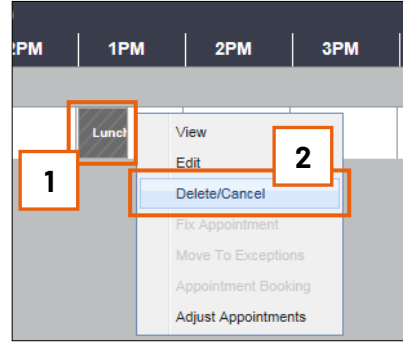 PM 1PM 2PM 3PM
Lunch
View
Edit
Delete/Cancel
Fix Appointment
Move To Exceptions
Appointment Booking
Adjust Appointments
1
2